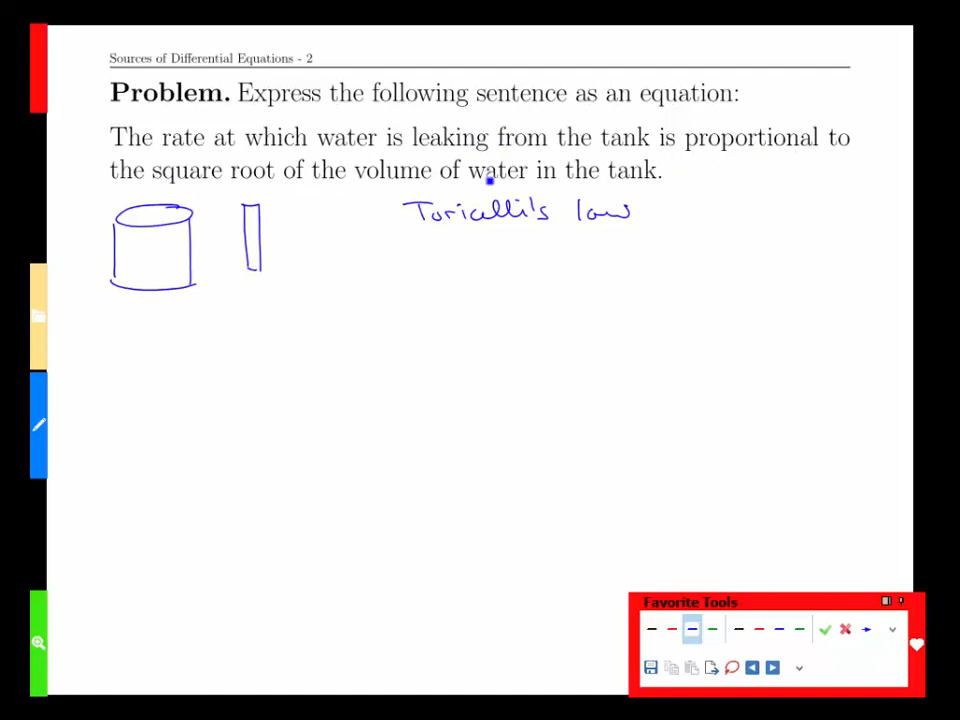 Sources of Differential Equations - 2
Problem. Express the following sentence as an equation:
The rate at which water is leaking from the tank is proportional to
the square root of the volume of water in the tank.
Toricelli's law
Favorite Tools